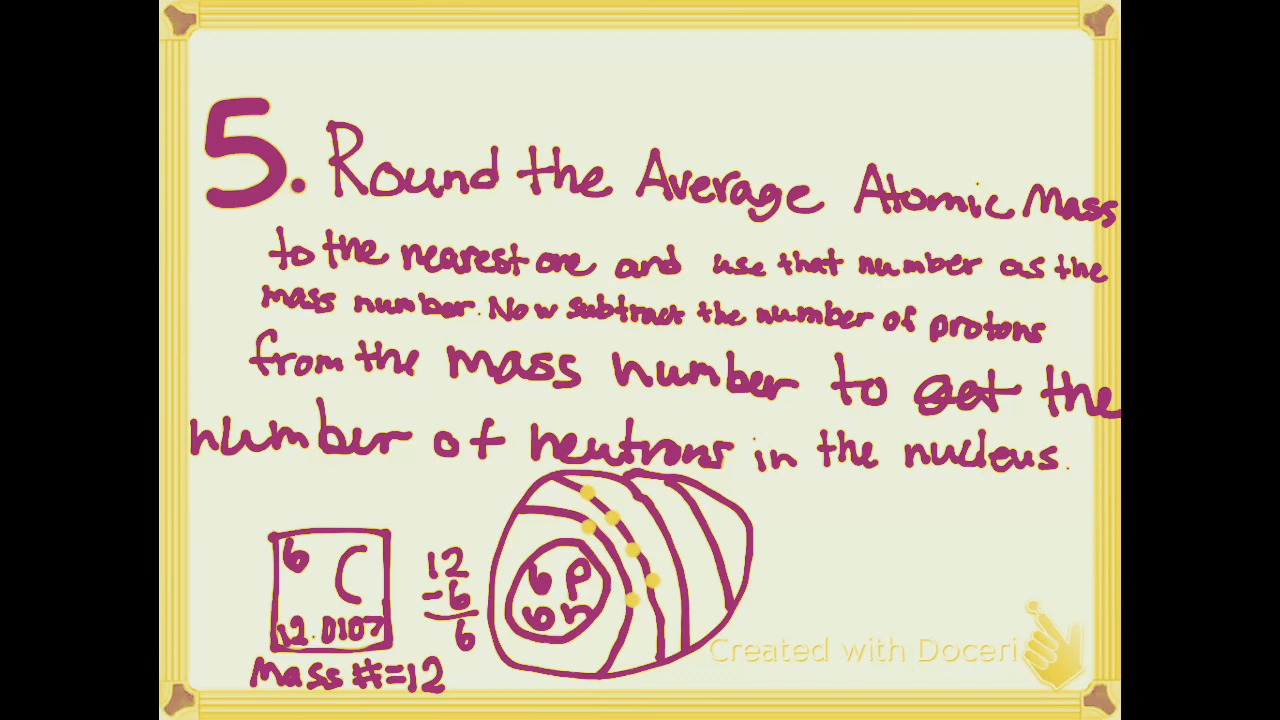 5. Round the Average Atomic Mass
to the nearest one and use that number as the
mass number. Now subtract the number of protons
from the mass number to get the
number of neutrons in the nucleus.
6 C
12.0107
Mass #=12
12
-6
6
6 P
6 n
Created with Doceri